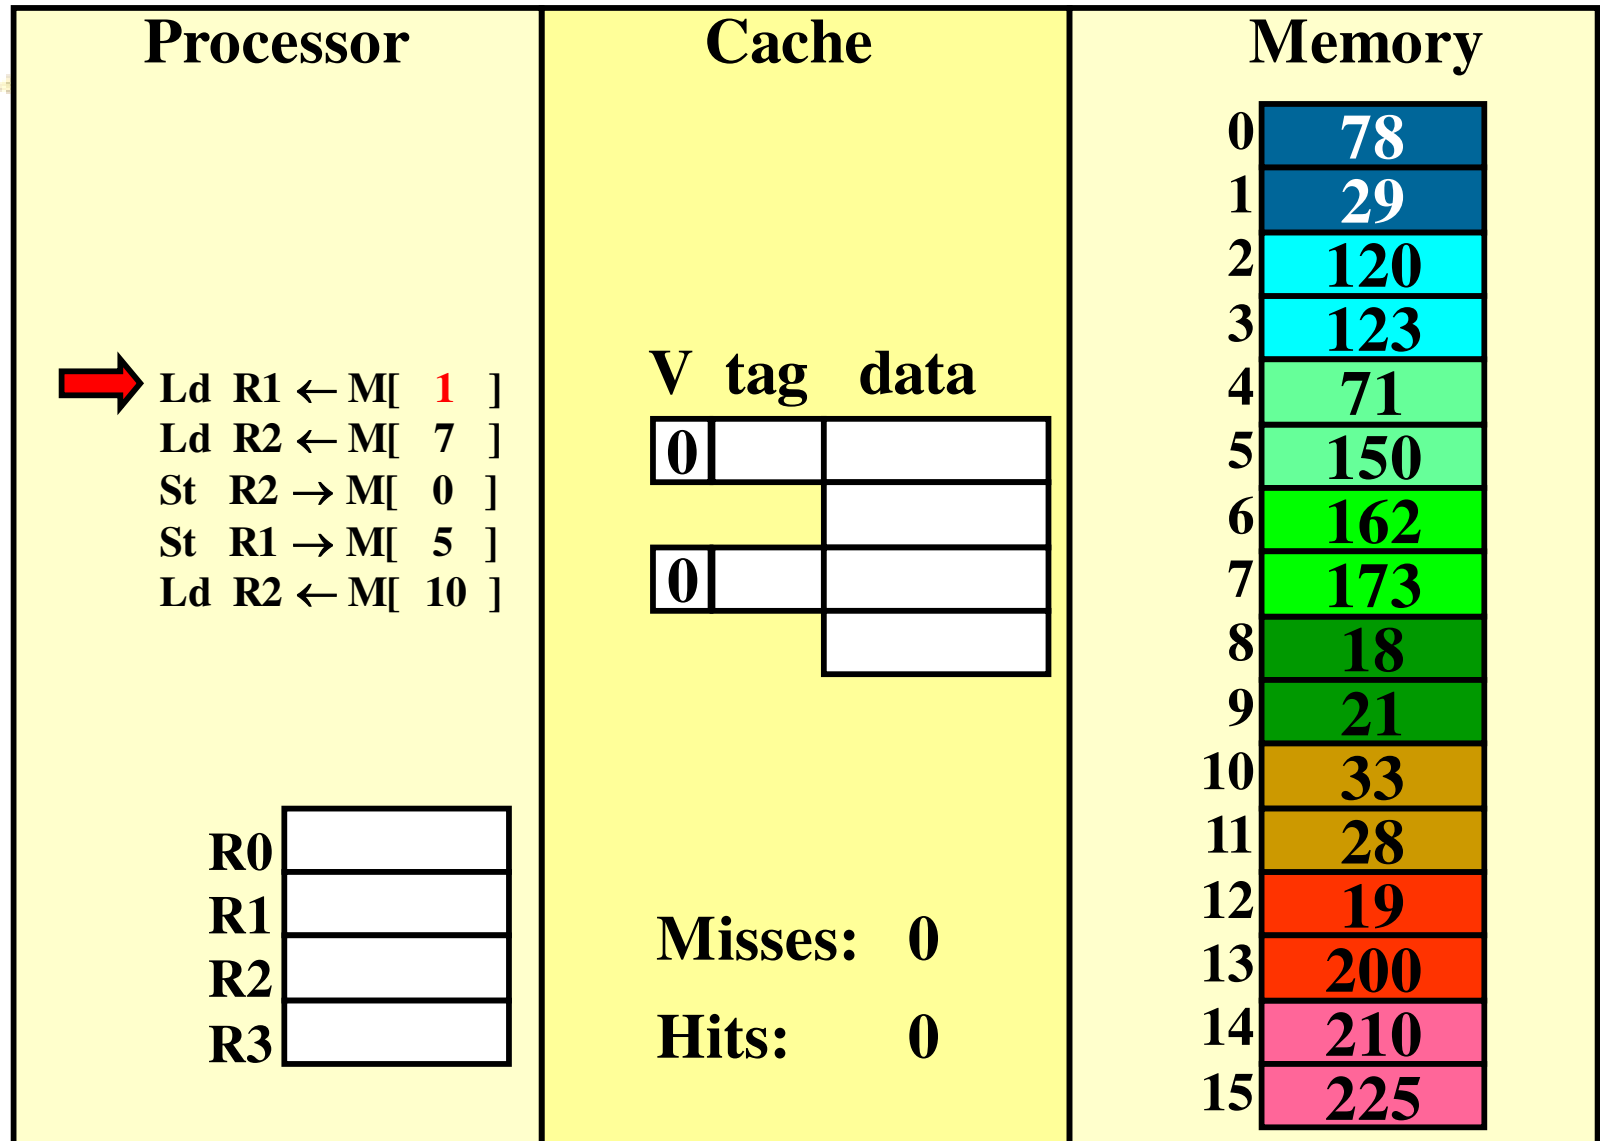 Processor
Ld R1 ← M[ 1 ]
Ld R2 ← M[ 7 ]
St R2 → M[ 0 ]
St R1 → M[ 5 ]
Ld R2 ← M[ 10 ]
R0
R1
R2
R3
Cache
V tag data
0
0
Misses: 0
Hits: 0
Memory
0 78
1 29
2 120
3 123
4 71
5 150
6 162
7 173
8 18
9 21
10 33
11 28
12 19
13 200
14 210
15 225